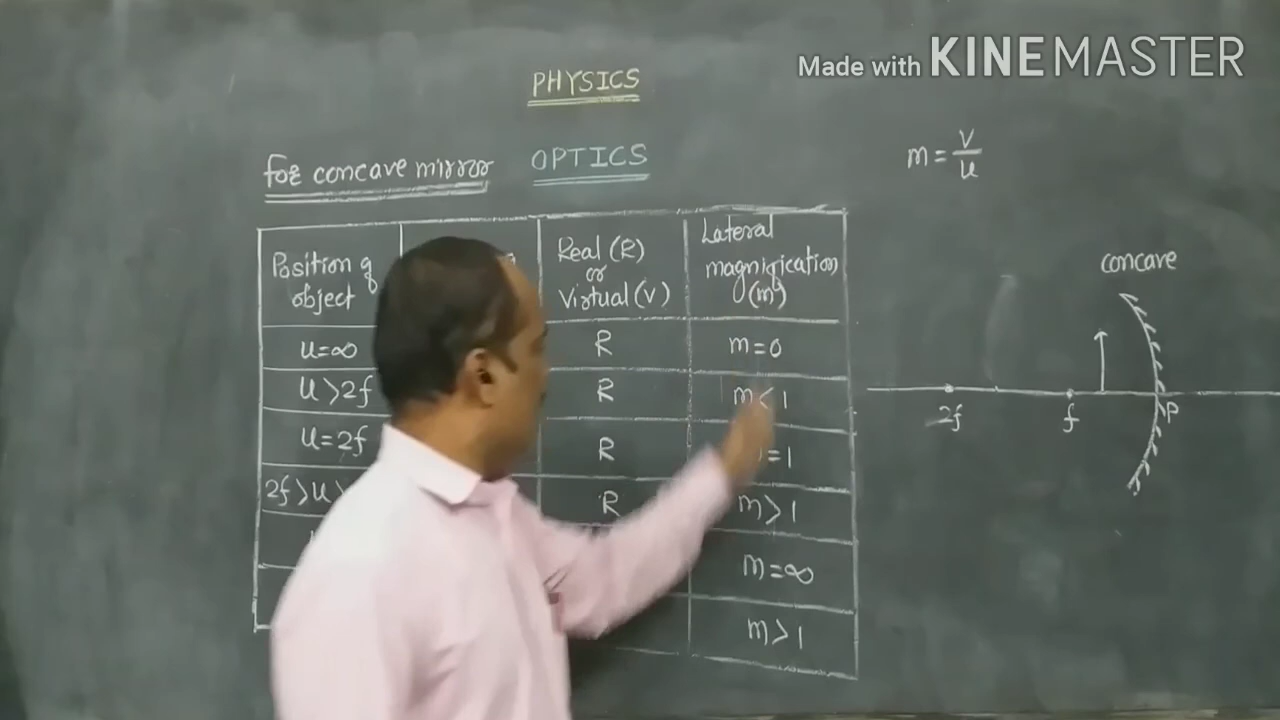 Made with KINEMASTER
PHYSICS
OPTICS
m = v/u
For concave mirror
Position of object
Real (R) or Virtual (V)
Lateral magnification (m)
u=∞
R
m=0
u>2f
R
m<1
u=2f
R
=1
2f>u>
R
m>1
m=∞
m>1
concave
2f
f
P